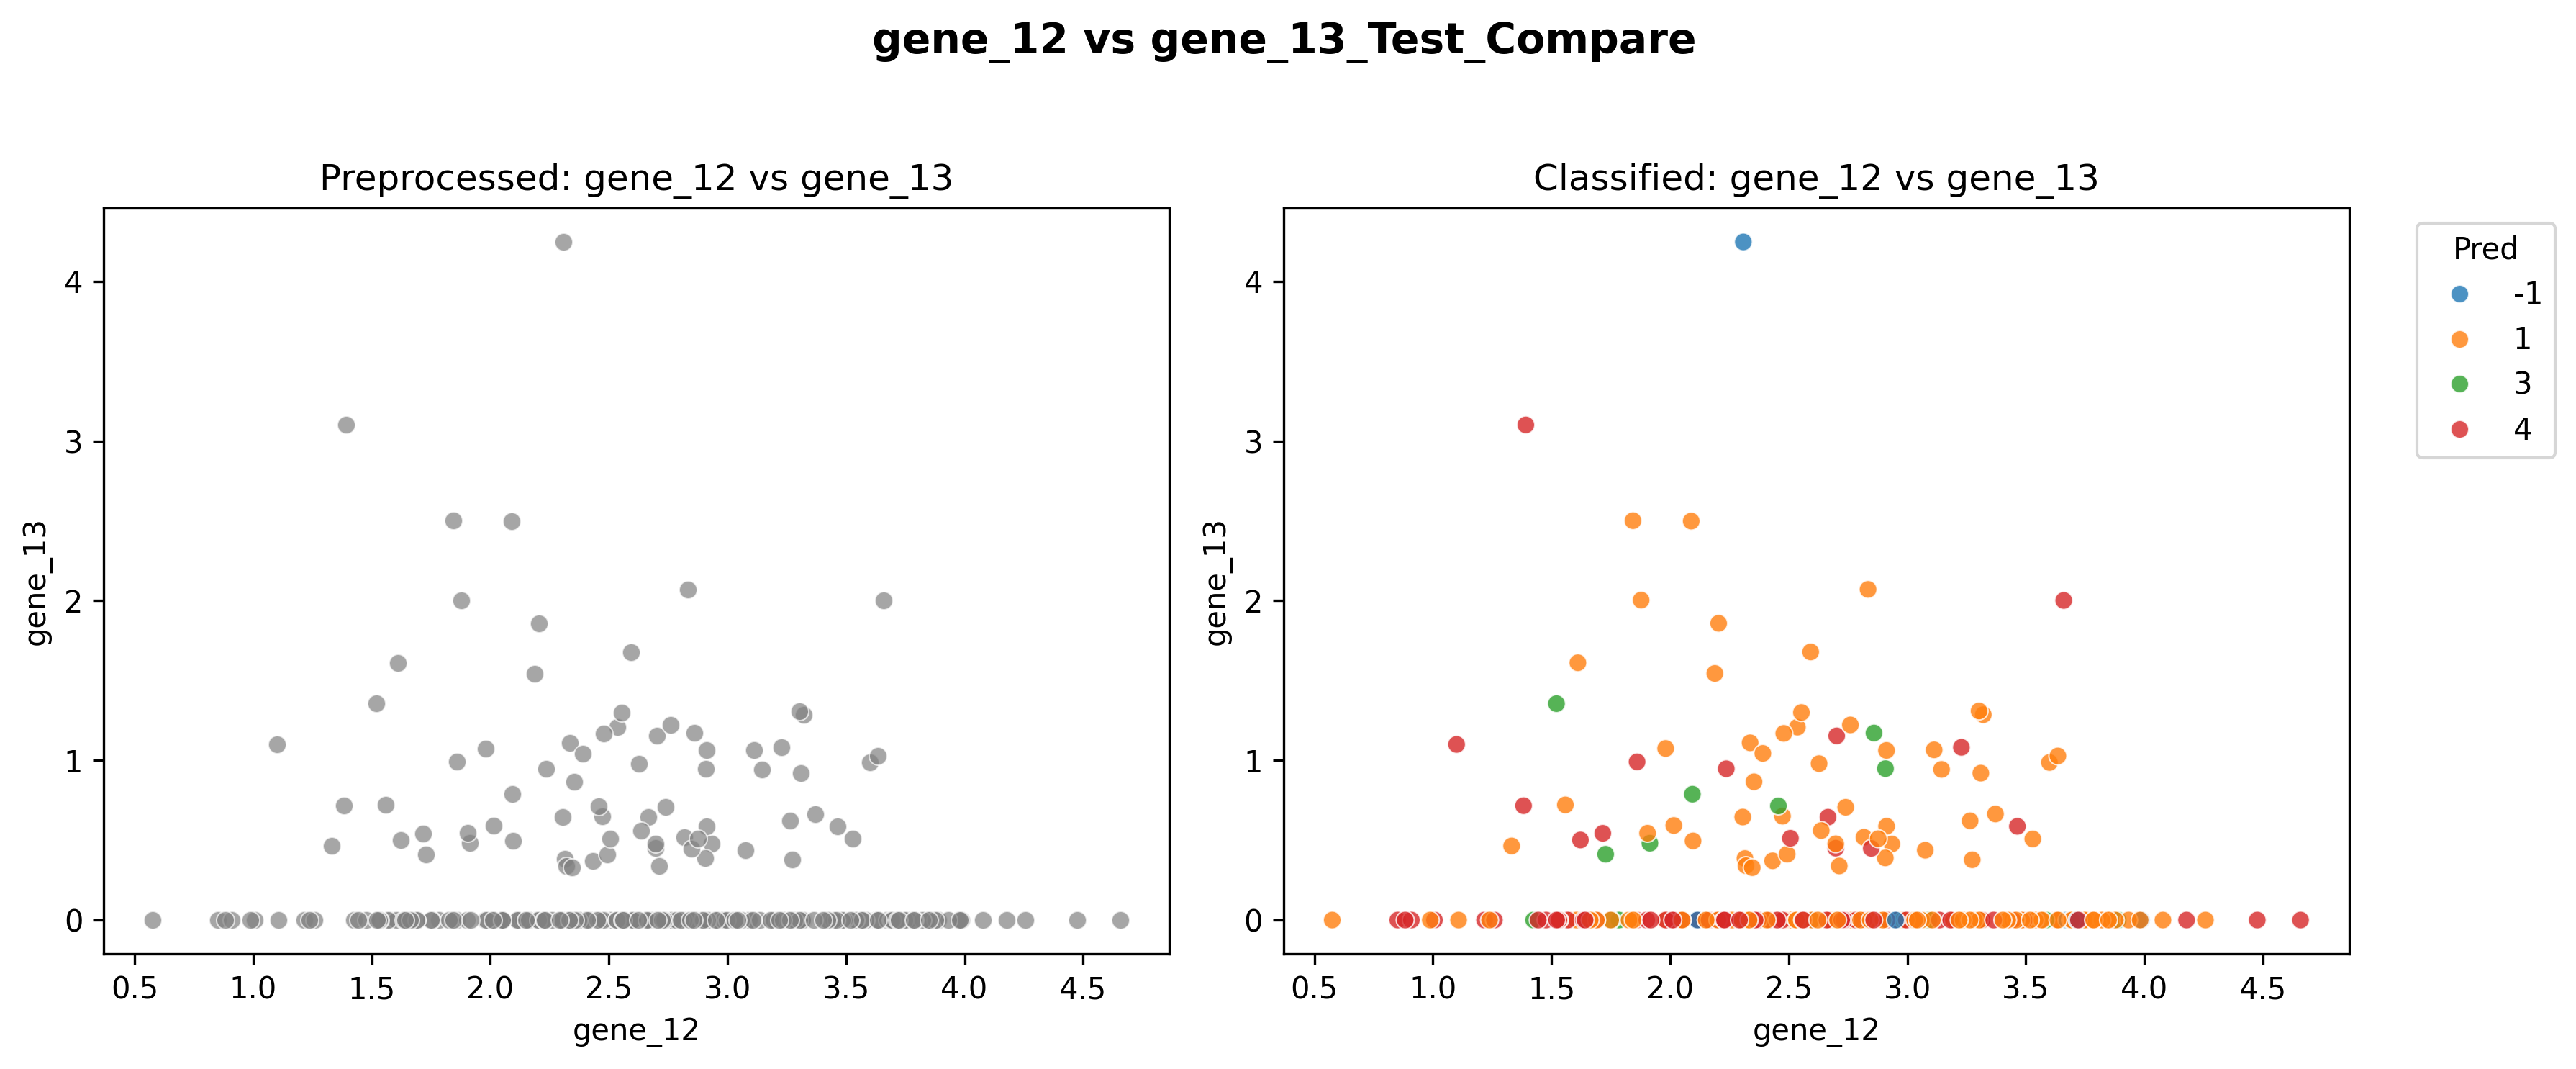 gene_12 vs gene_13_Test_Compare
Preprocessed: gene_12 vs gene_13
4
3
2
1
0
gene_13
0.5 1.0 1.5 2.0 2.5 3.0 3.5 4.0 4.5
gene_12
Classified: gene_12 vs gene_13
4
3
2
1
0
gene_13
0.5 1.0 1.5 2.0 2.5 3.0 3.5 4.0 4.5
gene_12
Pred
-1
1
3
4